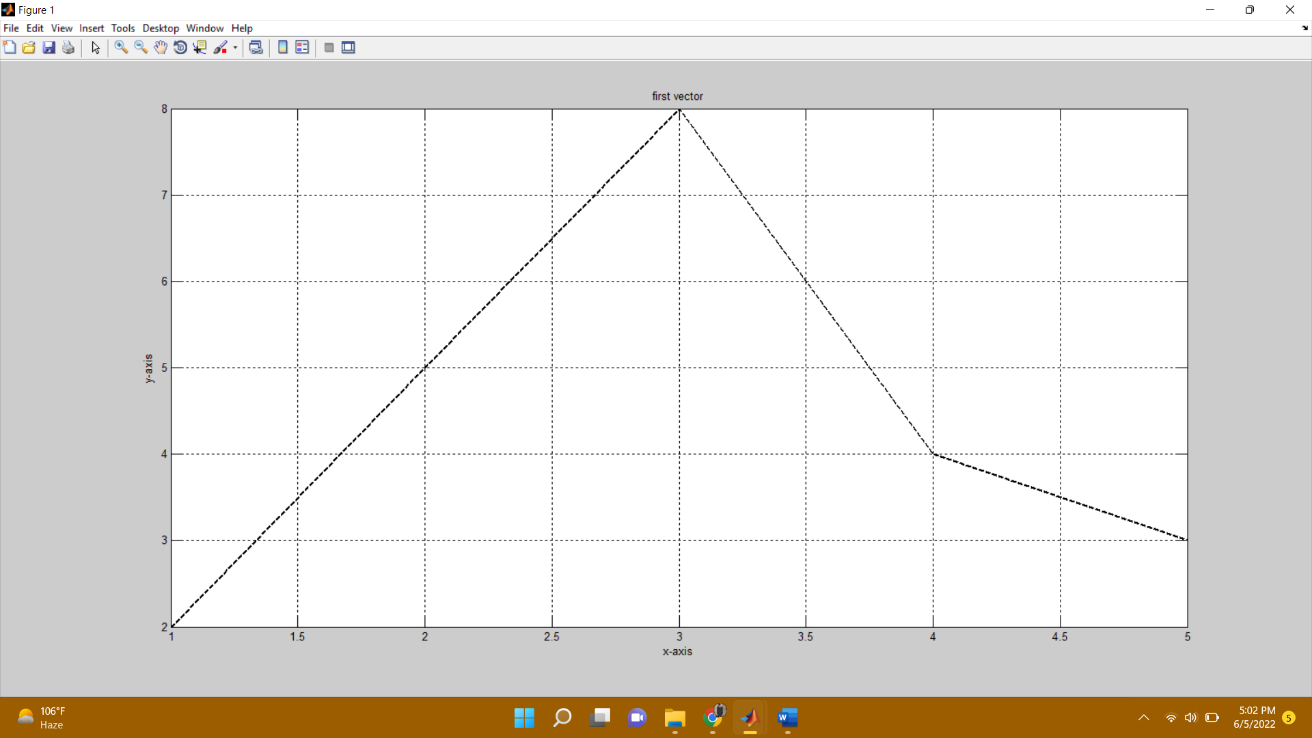 Figure 1
File Edit View Insert Tools Desktop Window Help
first vector
8
7
6
5
4
3
2
y-axis
1 1.5 2 2.5 3 3.5 4 4.5 5
x-axis
106°F
Haze
W
5:02 PM
6/5/2022
5